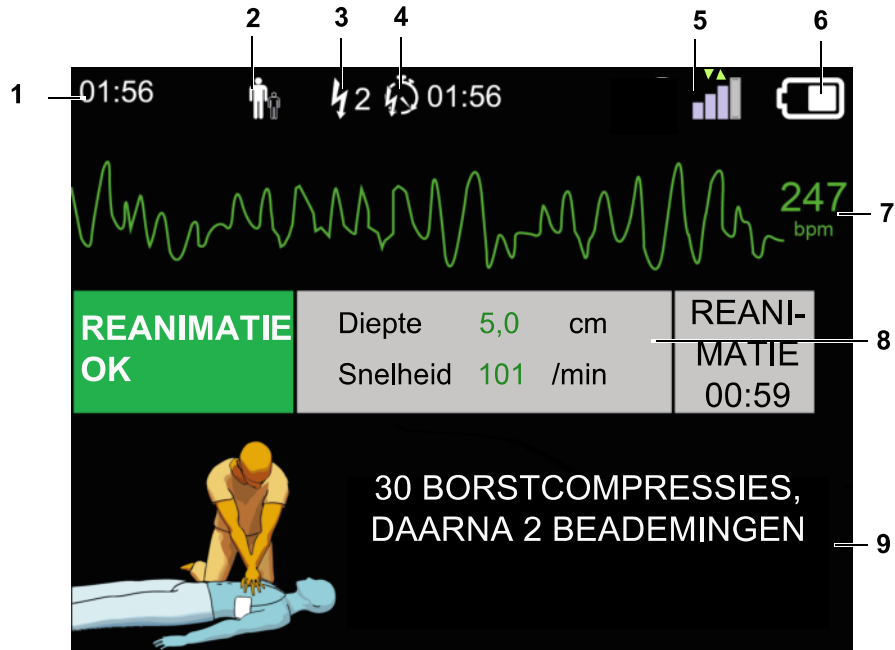 1 2 3 4 5 6
01:56 2 01:56
247
bpm
7
REANIMATIE
OK
Diepte 5,0 cm
Snelheid 101 /min
REANI-
MATIE
00:59
8
30 BORSTCOMPRESSIES,
DAARNA 2 BEADEMINGEN
9